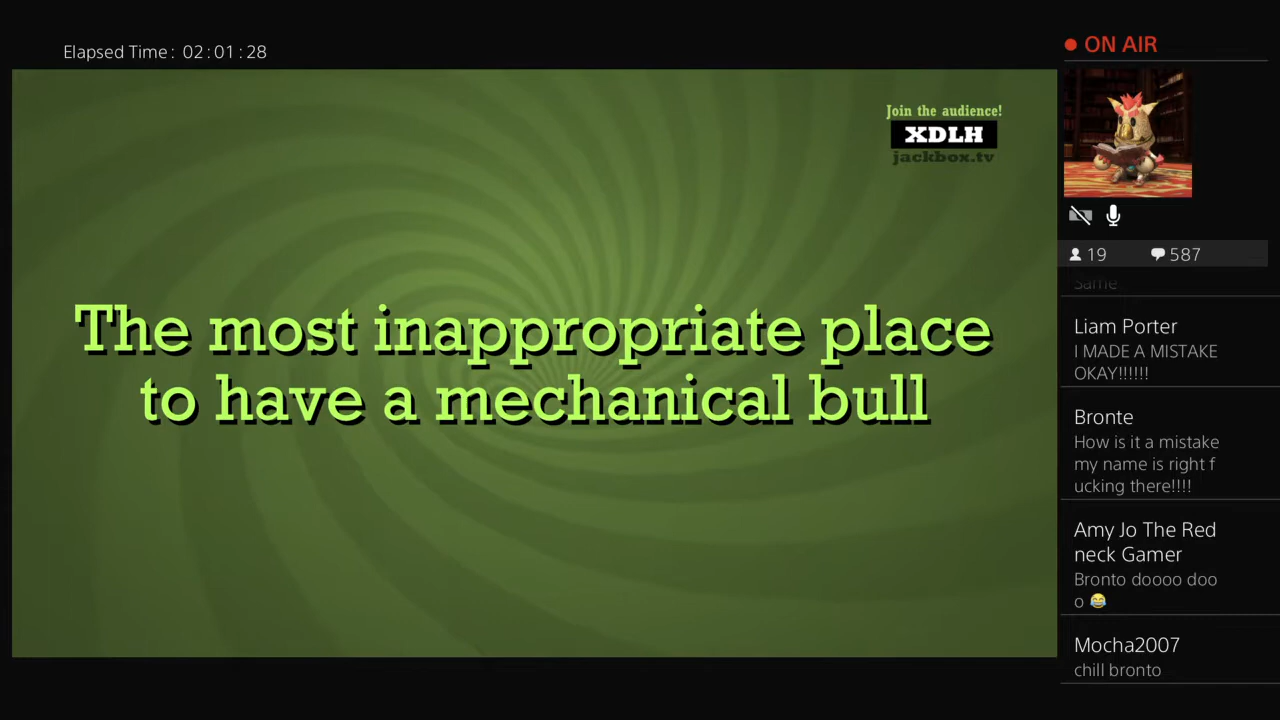 Elapsed Time: 02:01:28
ON AIR
Join the audience!
XDLH
jackbox.tv
The most inappropriate place
to have a mechanical bull
19 587
Same
Liam Porter
I MADE A MISTAKE
OKAY!!!!!!
Bronte
How is it a mistake
my name is right f
ucking there!!!!
Amy Jo The Red
neck Gamer
Bronto doooo doo
o 😂
Mocha2007
chill bronto